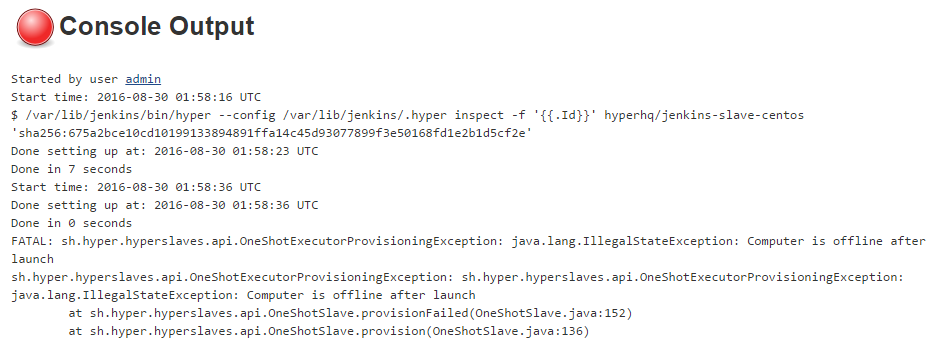 Console Output
Started by user admin
Start time: 2016-08-30 01:58:16 UTC
$ /var/lib/jenkins/bin/hyper --config /var/lib/jenkins/.hyper inspect -f '{{.Id}}' hyperhq/jenkins-slave-centos
'sha256:675a2bce10cd10199133894891ffa14c45d93077899f3e50168fd1e2b1d5cf2e'
Done setting up at: 2016-08-30 01:58:23 UTC
Done in 7 seconds
Start time: 2016-08-30 01:58:36 UTC
Done setting up at: 2016-08-30 01:58:36 UTC
Done in 0 seconds
FATAL: sh.hyper.hyperslaves.api.OneShotExecutorProvisioningException: java.lang.IllegalStateException: Computer is offline after
launch
sh.hyper.hyperslaves.api.OneShotExecutorProvisioningException: sh.hyper.hyperslaves.api.OneShotExecutorProvisioningException:
java.lang.IllegalStateException: Computer is offline after launch
at sh.hyper.hyperslaves.api.OneShotSlave.provisionFailed(OneShotSlave.java:152)
at sh.hyper.hyperslaves.api.OneShotSlave.provision(OneShotSlave.java:136)